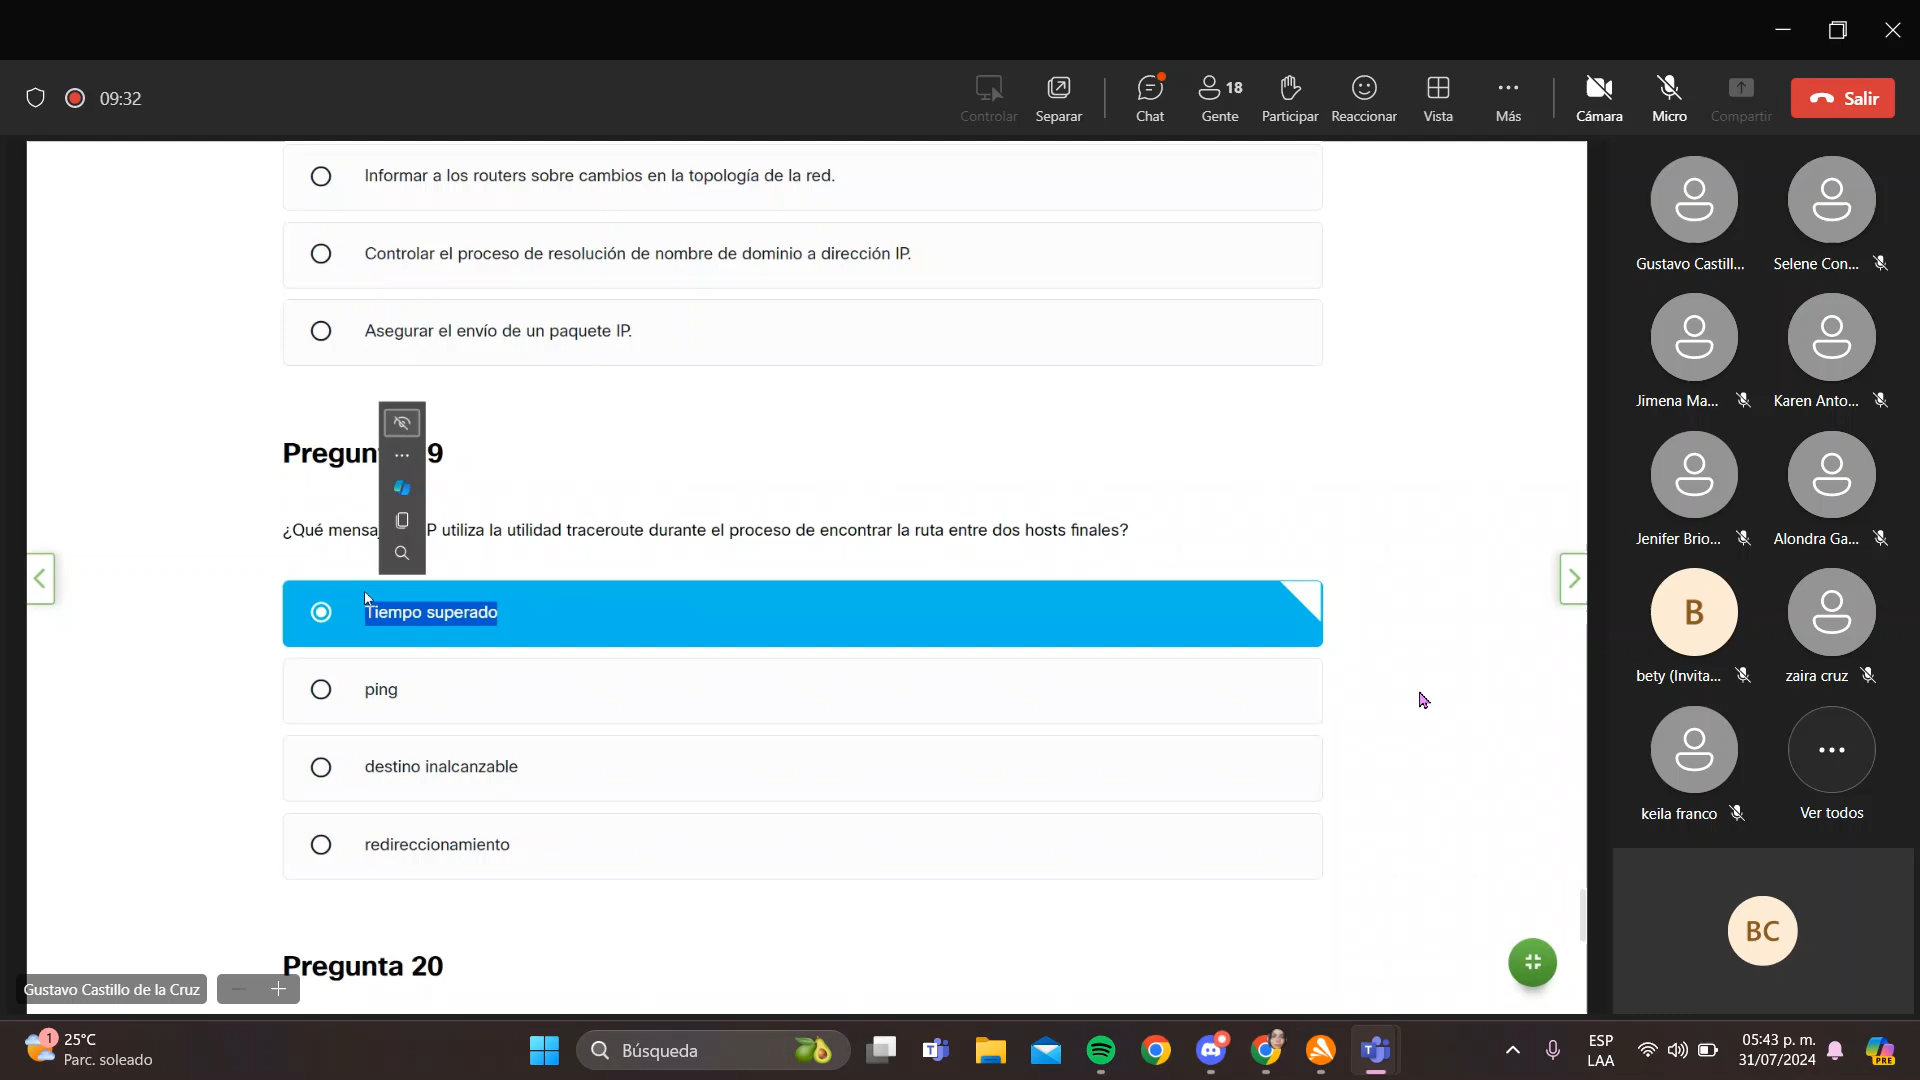 09:32
Controlar
Separar
Chat
18
Gente
Participar
Reaccionar
Vista
Más
Cámara
Micro
Compartir
Salir
Informar a los routers sobre cambios en la topología de la red.
Controlar el proceso de resolución de nombre de dominio a dirección IP.
Asegurar el envío de un paquete IP.
Pregun 9
¿Qué mensa P utiliza la utilidad traceroute durante el proceso de encontrar la ruta entre dos hosts finales?
Tiempo superado
ping
destino inalcanzable
redireccionamiento
Pregunta 20
Gustavo Castillo de la Cruz
Gustavo Castill...
Selene Con...
Jimena Ma...
Karen Anto...
Jenifer Brio...
Alondra Ga...
B
bety (Invita...
zaira cruz
keila franco
Ver todos
BC
1
25°C
Parc. soleado
Búsqueda
ESP
LAA
05:43 p. m.
31/07/2024
PRE